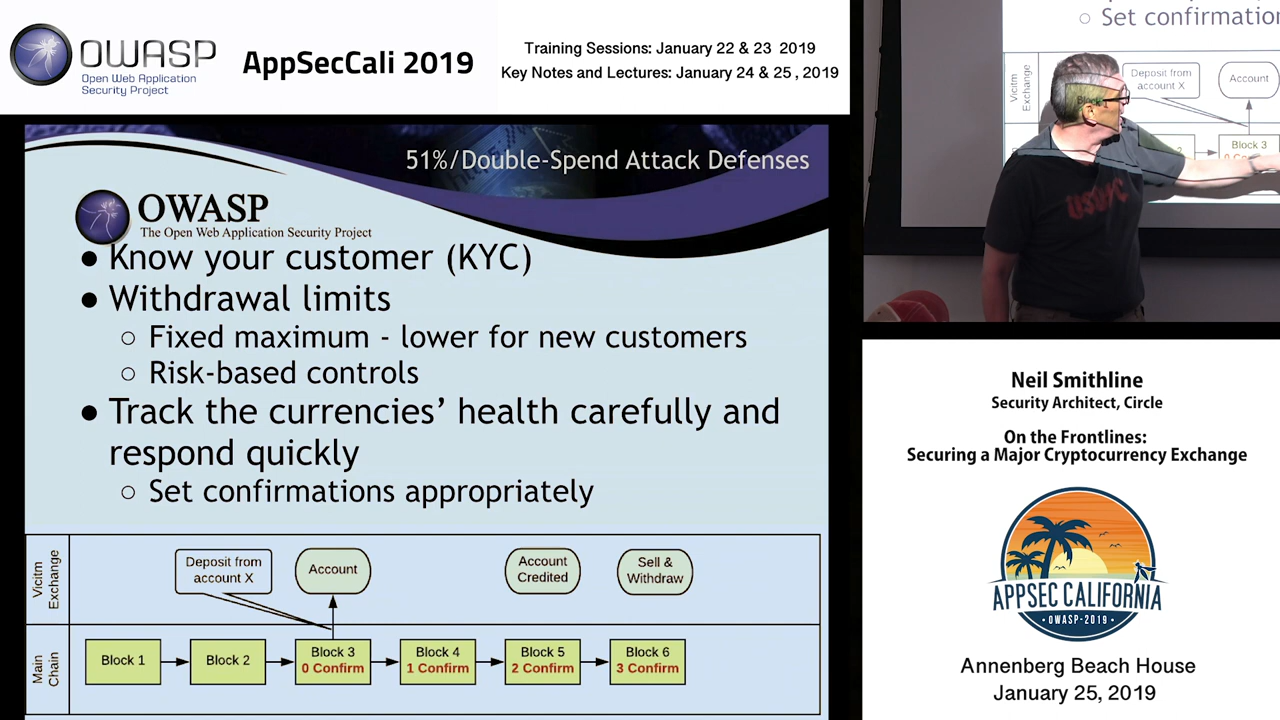 OWASP
Open Web Application
Security Project
AppSecCali 2019
Training Sessions: January 22 & 23 2019
Key Notes and Lectures: January 24 & 25, 2019
51%/Double-Spend Attack Defenses
OWASP
The Open Web Application Security Project
● Know your customer (KYC)
● Withdrawal limits
○ Fixed maximum - lower for new customers
○ Risk-based controls
● Track the currencies’ health carefully and
respond quickly
○ Set confirmations appropriately
Vicitm
Exchange
Deposit from
account X
Account
Account
Credited
Sell &
Withdraw
Main
Chain
Block 1
Block 2
Block 3
0 Confirm
Block 4
1 Confirm
Block 5
2 Confirm
Block 6
3 Confirm
○ Set confirmation
Vicitm
Exchange
Deposit from
account X
Account
Block 3
Neil Smithline
Security Architect, Circle
On the Frontlines:
Securing a Major Cryptocurrency Exchange
APPSEC CALIFORNIA
OWASP-2019
Annenberg Beach House
January 25, 2019